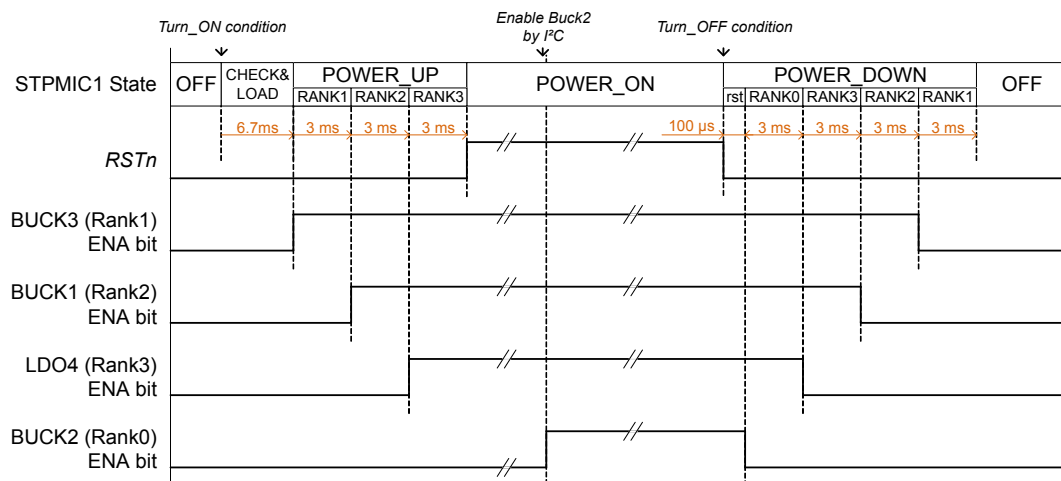 Turn_ON condition
Enable Buck2
by I²C
Turn_OFF condition
STPMIC1 State
OFF
CHECK&
LOAD
POWER_UP
RANK1 RANK2 RANK3
POWER_ON
POWER_DOWN
rst RANK0 RANK3 RANK2 RANK1
OFF
6.7ms 3 ms 3 ms 3 ms 100 µs 3 ms 3 ms 3 ms 3 ms
RSTn
BUCK3 (Rank1)
ENA bit
BUCK1 (Rank2)
ENA bit
LDO4 (Rank3)
ENA bit
BUCK2 (Rank0)
ENA bit